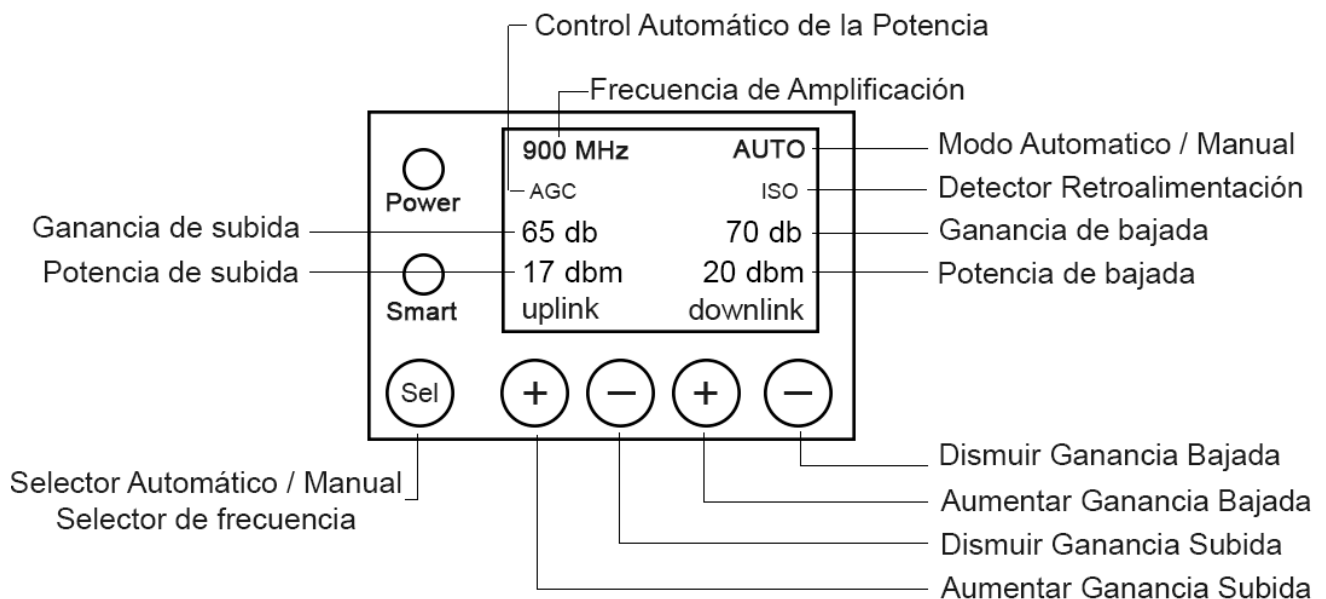 Control Automático de la Potencia
Frecuencia de Amplificación
900 MHz AUTO Modo Automatico / Manual
Power AGC ISO Detector Retroalimentación
Ganancia de subida 65 db 70 db Ganancia de bajada
Potencia de subida 17 dbm 20 dbm Potencia de bajada
Smart uplink downlink
Sel + − + −
Dismuir Ganancia Bajada
Selector Automático / Manual
Aumentar Ganancia Bajada
Selector de frecuencia
Dismuir Ganancia Subida
Aumentar Ganancia Subida